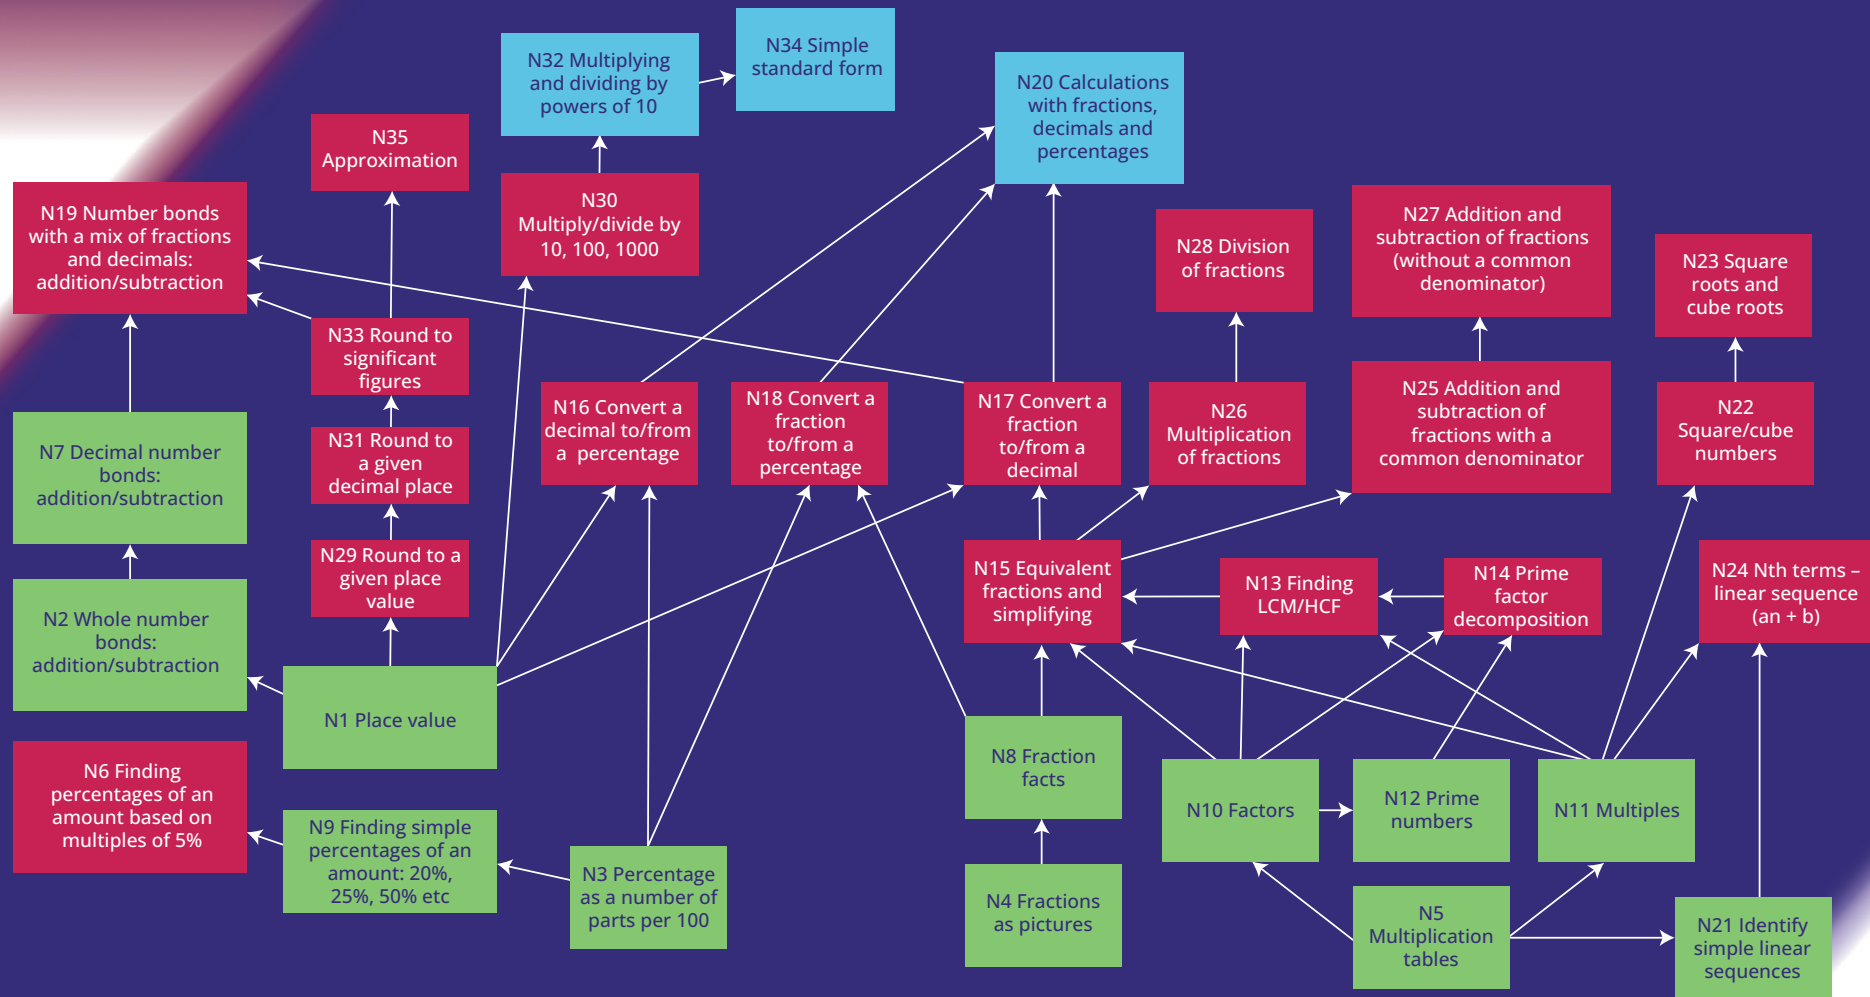 N34 Simple
standard form
N32 Multiplying
and dividing by
powers of 10
N20 Calculations
with fractions,
decimals and
percentages
N35
Approximation
N19 Number bonds
with a mix of fractions
and decimals:
addition/subtraction
N30
Multiply/divide by
10, 100, 1000
N28 Division
of fractions
N27 Addition and
subtraction of fractions
(without a common
denominator)
N23 Square
roots and
cube roots
N33 Round to
significant
figures
N16 Convert a
decimal to/from
a percentage
N18 Convert a
fraction
to/from a
percentage
N17 Convert a
fraction
to/from a
decimal
N26
Multiplication
of fractions
N25 Addition and
subtraction of
fractions with a
common denominator
N22
Square/cube
numbers
N7 Decimal number
bonds:
addition/subtraction
N31 Round to
a given
decimal place
N29 Round to a
given place
value
N15 Equivalent
fractions and
simplifying
N13 Finding
LCM/HCF
N14 Prime
factor
decomposition
N24 Nth terms –
linear sequence
(an + b)
N2 Whole number
bonds:
addition/subtraction
N1 Place value
N6 Finding
percentages of an
amount based on
multiples of 5%
N9 Finding simple
percentages of an
amount: 20%,
25%, 50% etc
N3 Percentage
as a number of
parts per 100
N8 Fraction
facts
N10 Factors
N12 Prime
numbers
N11 Multiples
N4 Fractions
as pictures
N5
Multiplication
tables
N21 Identify
simple linear
sequences